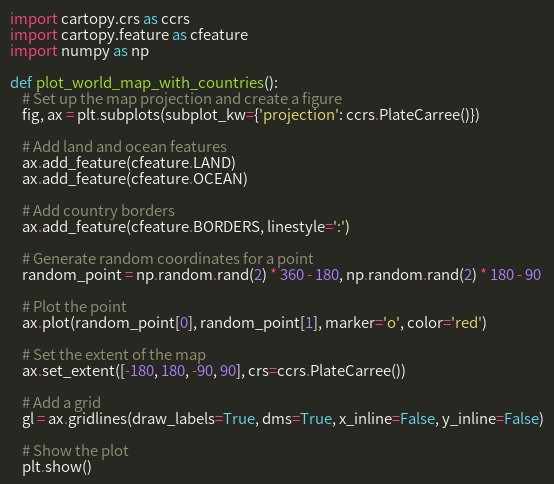 import cartopy.crs as ccrs
import cartopy.feature as cfeature
import numpy as np

def plot_world_map_with_countries():
    # Set up the map projection and create a figure
    fig, ax = plt.subplots(subplot_kw={'projection': ccrs.PlateCarree()})

    # Add land and ocean features
    ax.add_feature(cfeature.LAND)
    ax.add_feature(cfeature.OCEAN)

    # Add country borders
    ax.add_feature(cfeature.BORDERS, linestyle=':')

    # Generate random coordinates for a point
    random_point = np.random.rand(2) * 360 - 180, np.random.rand(2) * 180 - 90

    # Plot the point
    ax.plot(random_point[0], random_point[1], marker='o', color='red')

    # Set the extent of the map
    ax.set_extent([-180, 180, -90, 90], crs=ccrs.PlateCarree())

    # Add a grid
    gl = ax.gridlines(draw_labels=True, dms=True, x_inline=False, y_inline=False)

    # Show the plot
    plt.show()